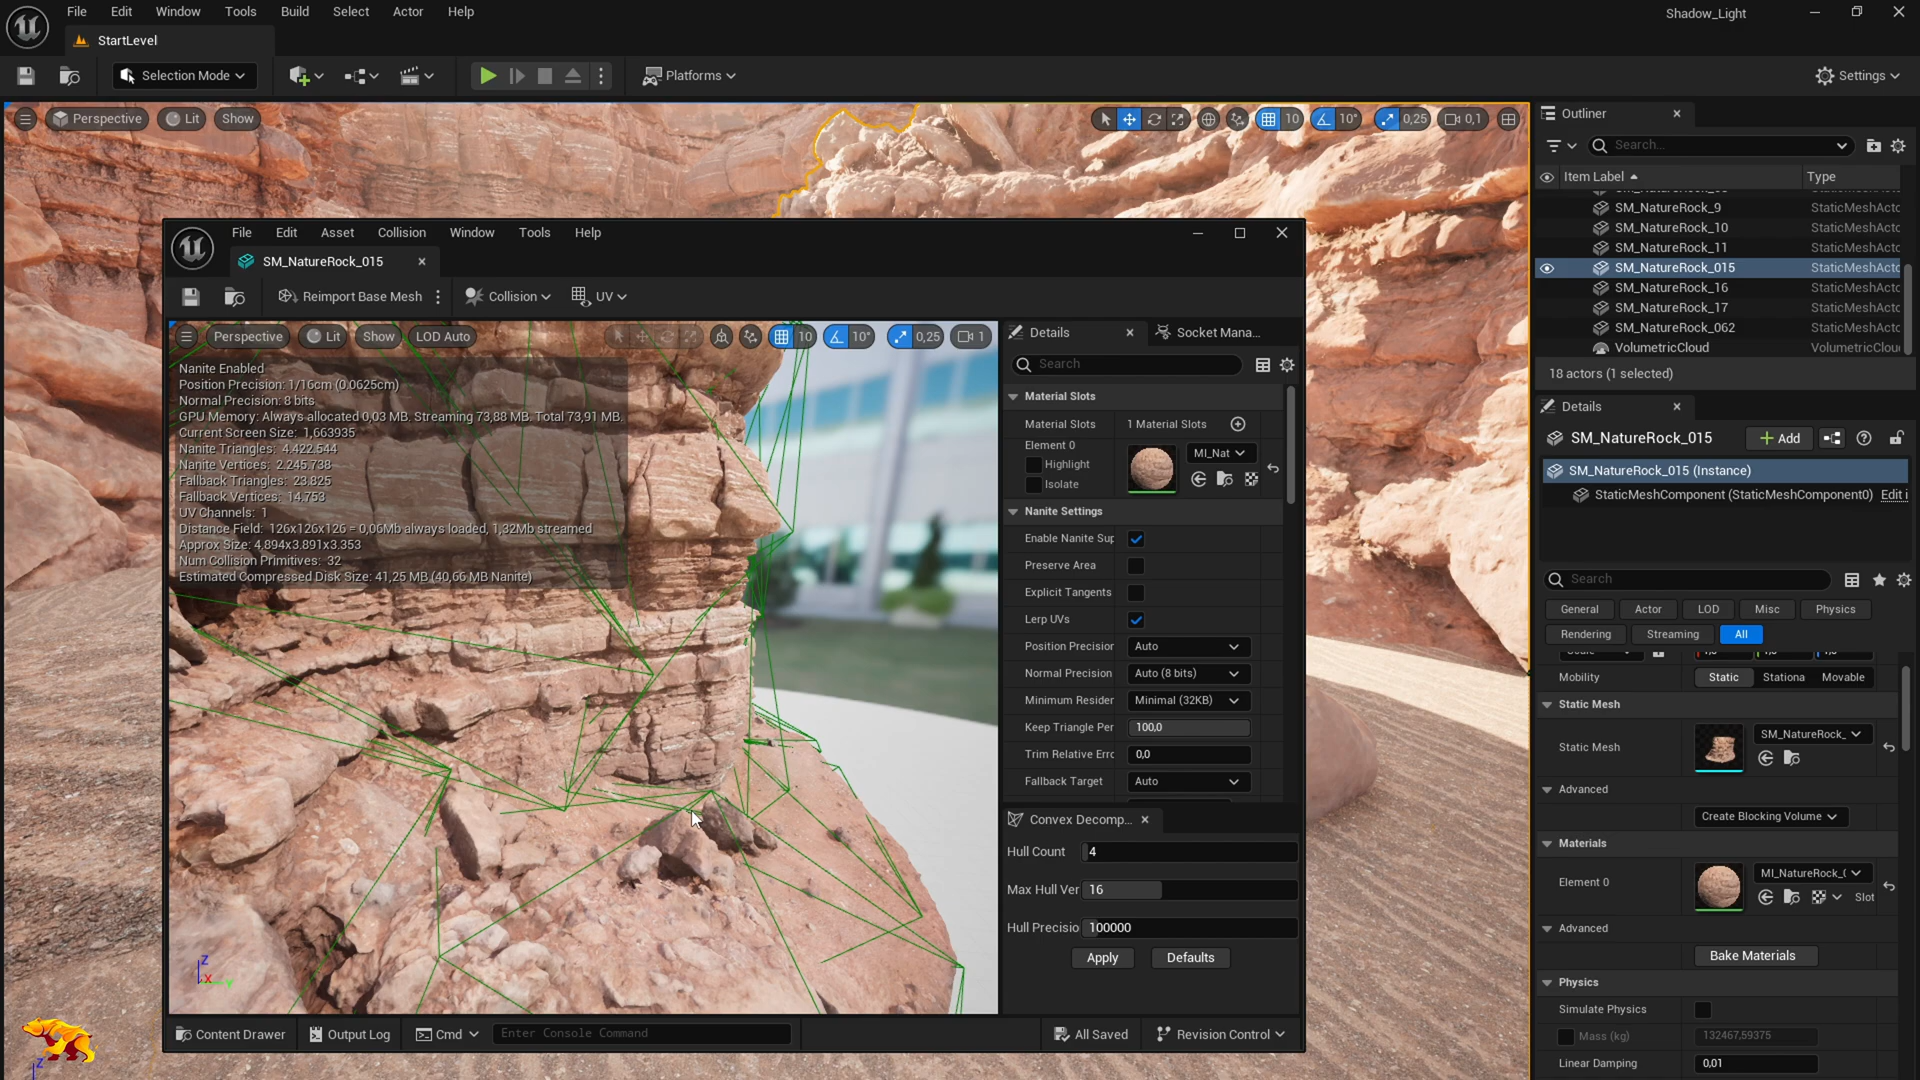 File Edit Window Tools Build Select Actor Help
Shadow_Light
StartLevel
Selection Mode
Platforms
Settings
Perspective Lit Show
10 10° 0,25 0,1
Outliner
Search...
Item Label Type
SM_NatureRock_9 StaticMeshActo
SM_NatureRock_10 StaticMeshActo
SM_NatureRock_11 StaticMeshActo
SM_NatureRock_015 StaticMeshActo
SM_NatureRock_16 StaticMeshActo
SM_NatureRock_17 StaticMeshActo
SM_NatureRock_062 StaticMeshActo
VolumetricCloud VolumetricClou
18 actors (1 selected)
Details
SM_NatureRock_015
Add
SM_NatureRock_015 (Instance)
StaticMeshComponent (StaticMeshComponent0) Edit i
Search
General Actor LOD Misc Physics
Rendering Streaming All
Mobility Static Stationa Movable
Static Mesh
Static Mesh SM_NatureRock_
Advanced
Create Blocking Volume
Materials
Element 0 MI_NatureRock_(
Slot
Advanced
Bake Materials
Physics
Simulate Physics
Mass (kg) 132467,59375
Linear Damping 0,01
File Edit Asset Collision Window Tools Help
SM_NatureRock_015
Reimport Base Mesh Collision UV
Perspective Lit Show LOD Auto
10 10° 0,25 1
Nanite Enabled
Position Precision: 1/16cm (0.0625cm)
Normal Precision: 8 bits
GPU Memory: Always allocated 0,03 MB. Streaming 73,88 MB. Total 73,91 MB.
Current Screen Size: 1,663935
Nanite Triangles: 4.422.544
Nanite Vertices: 2.245.738
Fallback Triangles: 23.825
Fallback Vertices: 14.753
UV Channels: 1
Distance Field: 126x126x126 = 0,06Mb always loaded, 1,32Mb streamed
Approx Size: 4.894x3.891x3.353
Num Collision Primitives: 32
Estimated Compressed Disk Size: 41,25 MB (40,66 MB Nanite)
Z
X
Y
Details
Socket Mana...
Search
Material Slots
Material Slots 1 Material Slots
Element 0
Highlight
Isolate
MI_Nat
Nanite Settings
Enable Nanite Sup
Preserve Area
Explicit Tangents
Lerp UVs
Position Precision Auto
Normal Precision Auto (8 bits)
Minimum Resider Minimal (32KB)
Keep Triangle Per 100,0
Trim Relative Errc 0,0
Fallback Target Auto
Convex Decomp...
Hull Count 4
Max Hull Ver 16
Hull Precisio 100000
Apply Defaults
Content Drawer Output Log Cmd Enter Console Command
All Saved Revision Control
Z